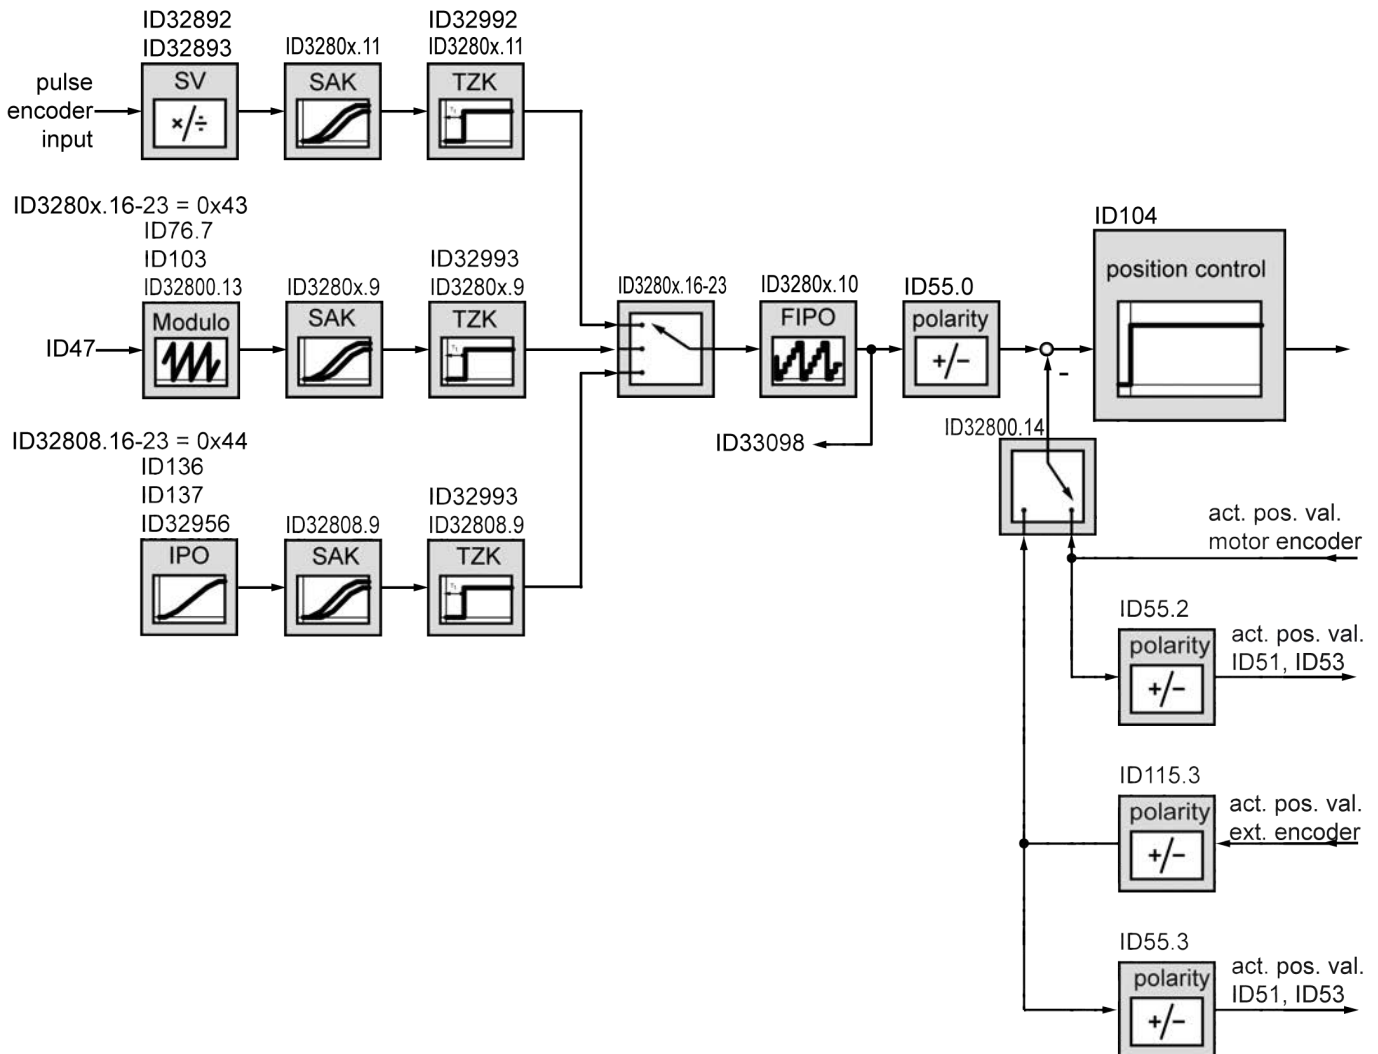 ID32892
ID32893
ID3280x.11
ID32992
ID3280x.11
pulse
encoder
input
SV
×/÷
SAK
TZK
ID3280x.16-23 = 0x43
ID76.7
ID103
ID32800.13
ID3280x.9
ID32993
ID3280x.9
ID47
Modulo
SAK
TZK
ID3280x.16-23
ID3280x.10
FIPO
ID55.0
polarity
+/−
ID104
position control
-
ID33098
ID32800.14
ID32808.16-23 = 0x44
ID136
ID137
ID32956
ID32808.9
ID32993
ID32808.9
IPO
SAK
TZK
act. pos. val.
motor encoder
ID55.2
polarity
+/−
act. pos. val.
ID51, ID53
ID115.3
polarity
+/−
act. pos. val.
ext. encoder
ID55.3
polarity
+/−
act. pos. val.
ID51, ID53